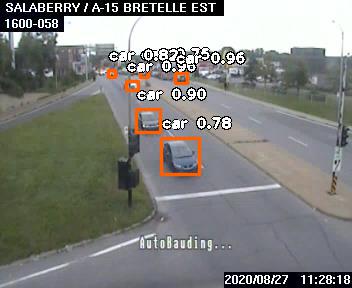 SALABERRY / A-15 BRETELLE EST
1600-058
car 0.96
car 0.90
car 0.78
AutoBauding...
2020/08/27 11:28:18